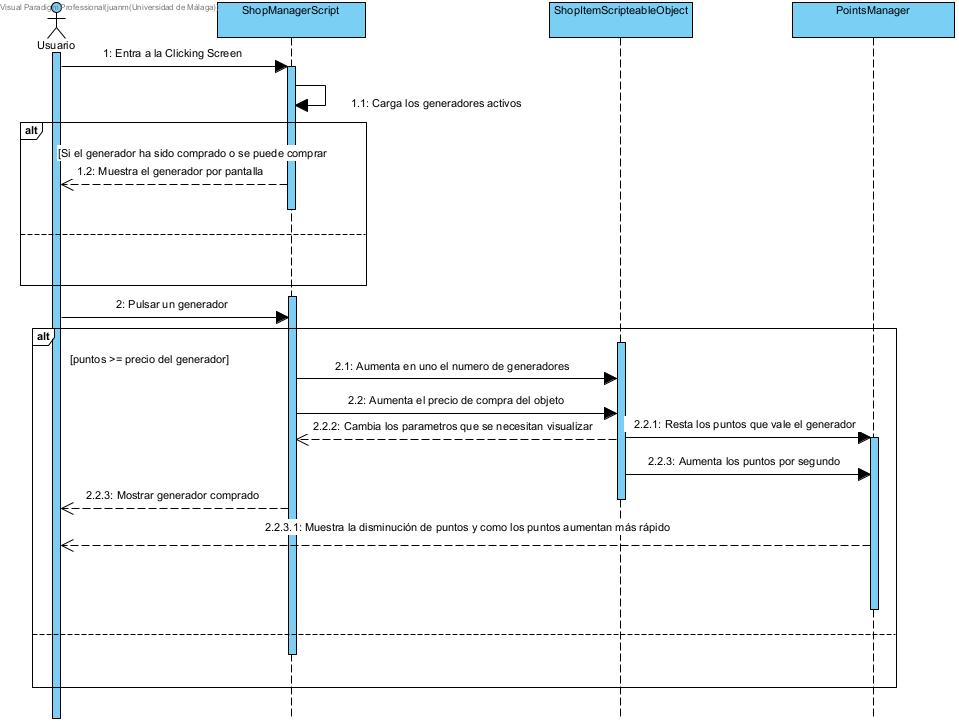 Visual Paradigm Professional(juanm(Universidad de Málaga))
ShopManagerScript
ShopItemScripteableObject
PointsManager
Usuario
1: Entra a la Clicking Screen
1.1: Carga los generadores activos
alt
[Si el generador ha sido comprado o se puede comprar
1.2: Muestra el generador por pantalla
2: Pulsar un generador
alt
[puntos >= precio del generador]
2.1: Aumenta en uno el numero de generadores
2.2: Aumenta el precio de compra del objeto
2.2.2: Cambia los parametros que se necesitan visualizar
2.2.1: Resta los puntos que vale el generador
2.2.3: Aumenta los puntos por segundo
2.2.3: Mostrar generador comprado
2.2.3.1: Muestra la disminución de puntos y como los puntos aumentan más rápido